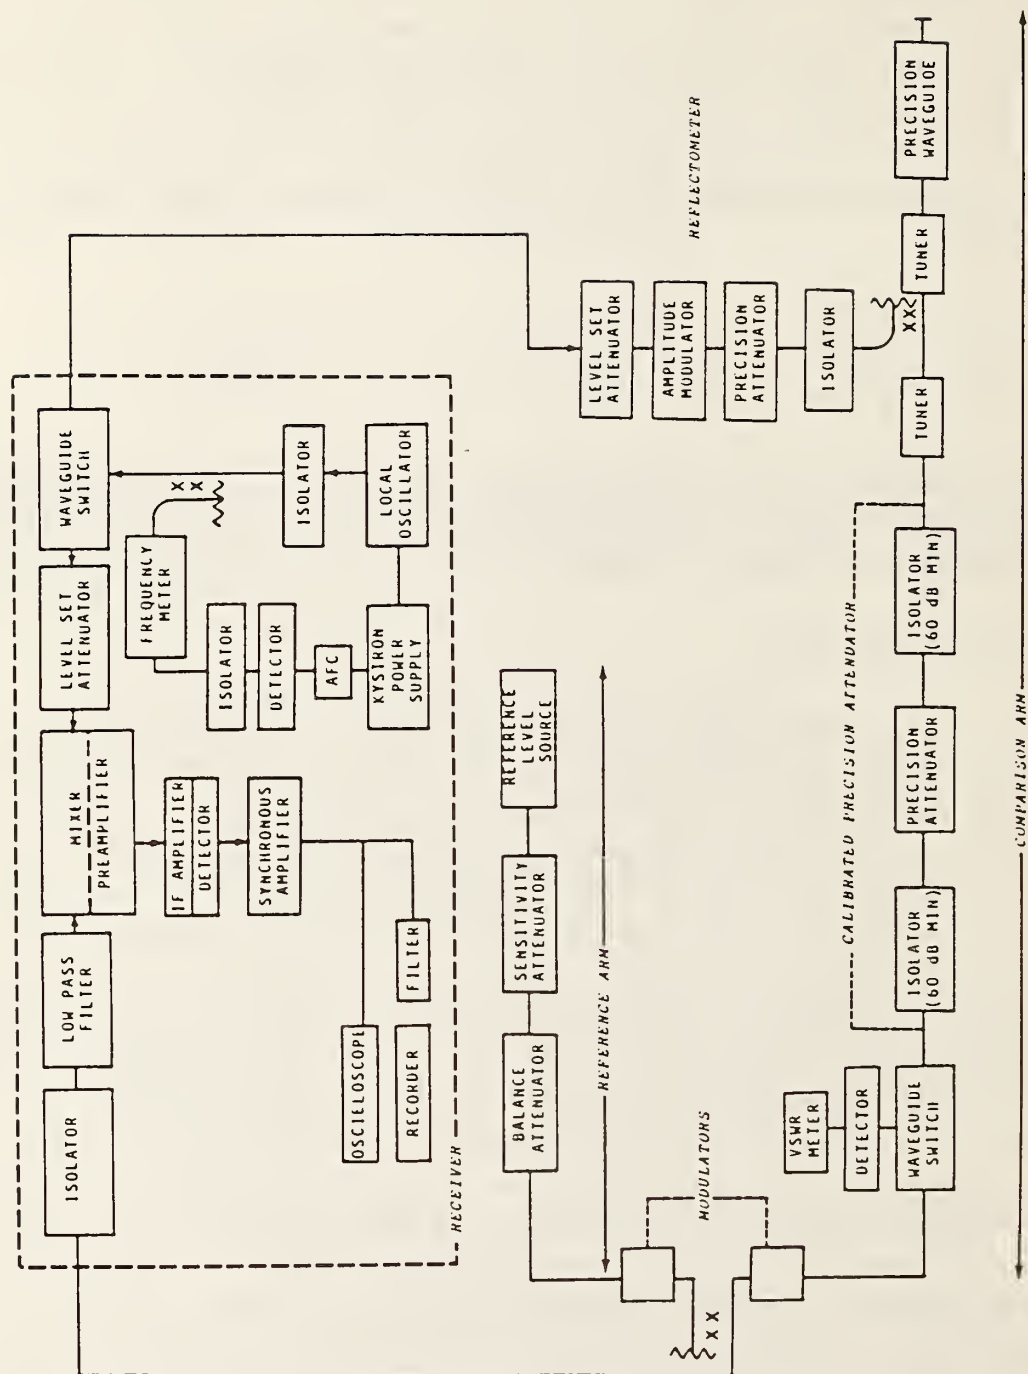 ISOLATOR
LOW PASS
FILTER
MIXER
PREAMPLIFIER
LEVEL SET
ATTENUATOR
WAVEGUIDE
SWITCH
IF AMPLIFIER
DETECTOR
SYNCHRONOUS
AMPLIFIER
FREQUENCY
METER
X X
ISOLATOR
DETECTOR
AFC
KYSTRON
POWER
SUPPLY
ISOLATOR
LOCAL
OSCILLATOR
OSCIELOSCOPE
RECORDER
FILTER
RECEIVER
BALANCE
ATTENUATOR
SENSITIVITY
ATTENUATOR
REFERENCE
LEVEL
SOURCE
REFERENCE ARM
LEVEL SET
ATTENUATOR
AMPLITUDE
MODULATOR
PRECISION
ATTENUATOR
ISOLATOR
REFLECTOMETER
XX
MODULATORS
X X
VSWR
METER
DETECTOR
WAVEGUIDE
SWITCH
CALIBRATED PRECISION ATTENDATOR
ISOLATOR
(60 dB MIN)
PRECISION
ATTENUATOR
ISOLATOR
(60 dB MIN)
TUNER
TUNER
PRECISION
WAVEGUIDE
COMPARISON ARM